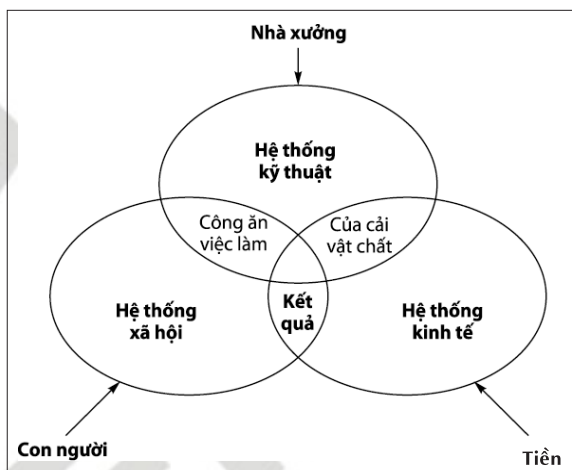 Nhà xưởng
Hệ thống
kỹ thuật
Công ăn
việc làm
Của cải
vật chất
Hệ thống
xã hội
Kết
quả
Hệ thống
kinh tế
Con người
Tiền